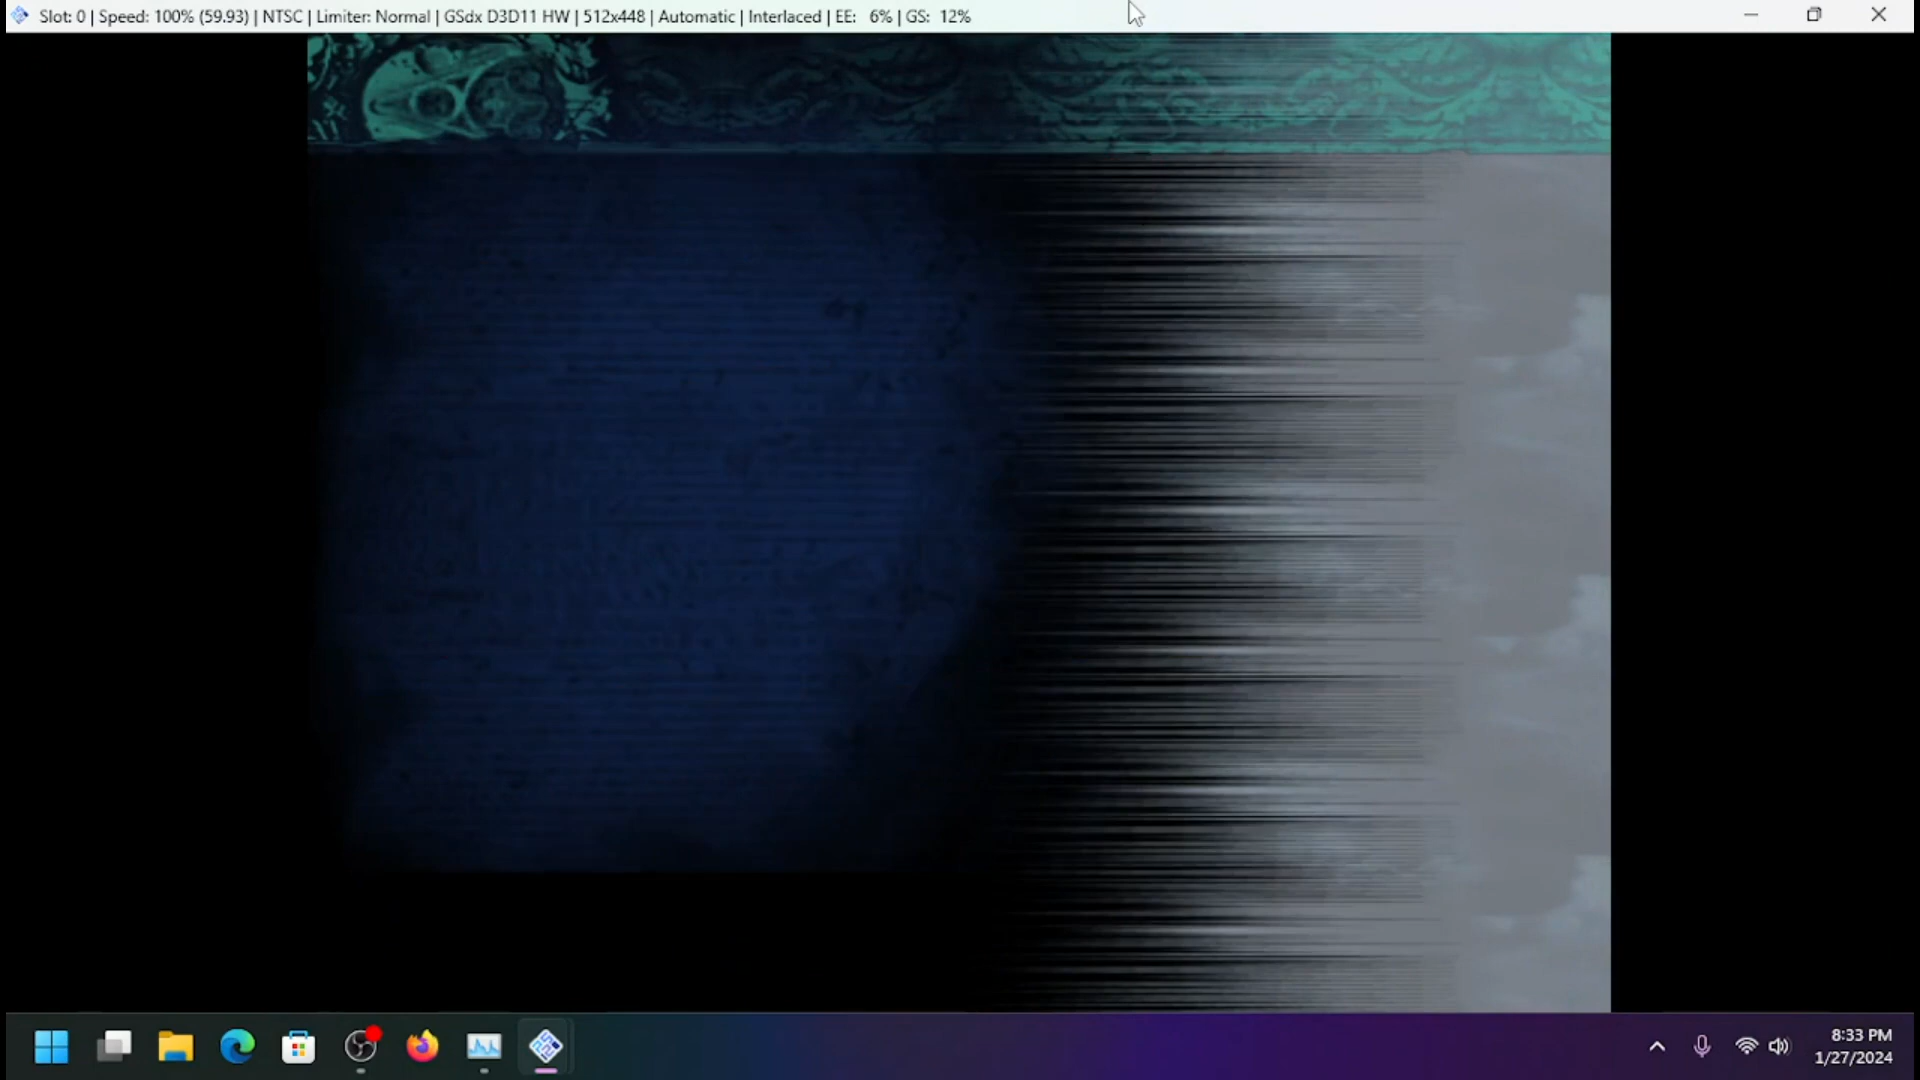 Slot: 0 | Speed: 100% (59.93) | NTSC | Limiter: Normal | GSdx D3D11 HW | 512x448 | Automatic | Interlaced | EE: 6% | GS: 12%
8:33 PM
1/27/2024